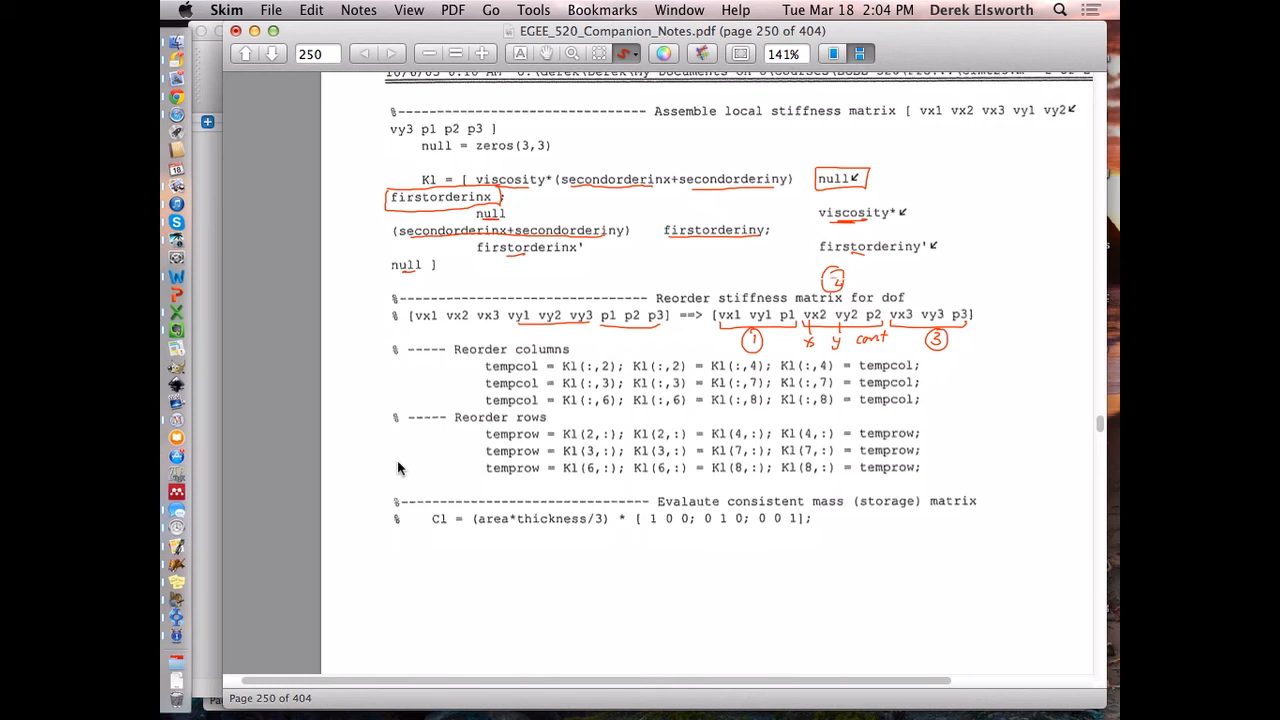 Skim File Edit Notes View PDF Go Tools Bookmarks Window Help Tue Mar 18 2:04 PM Derek Elsworth
EGEE_520_Companion_Notes.pdf (page 250 of 404)
250 141%
%-------------------------------- Assemble local stiffness matrix [ vx1 vx2 vx3 vy1 vy2↙
vy3 p1 p2 p3 ]
null = zeros(3,3)
Kl = [ viscosity*(secondorderinx+secondorderiny) null↙
firstorderinx ;
null viscosity*↙
(secondorderinx+secondorderiny) firstorderiny;
firstorderinx' firstorderiny'↙
null ]
2
%-------------------------------- Reorder stiffness matrix for dof
% [vx1 vx2 vx3 vy1 vy2 vy3 p1 p2 p3] ==> [vx1 vy1 p1 vx2 vy2 p2 vx3 vy3 p3]
1 x y cont 3
% ----- Reorder columns
tempcol = Kl(:,2); Kl(:,2) = Kl(:,4); Kl(:,4) = tempcol;
tempcol = Kl(:,3); Kl(:,3) = Kl(:,7); Kl(:,7) = tempcol;
tempcol = Kl(:,6); Kl(:,6) = Kl(:,8); Kl(:,8) = tempcol;
% ----- Reorder rows
temprow = Kl(2,:); Kl(2,:) = Kl(4,:); Kl(4,:) = temprow;
temprow = Kl(3,:); Kl(3,:) = Kl(7,:); Kl(7,:) = temprow;
temprow = Kl(6,:); Kl(6,:) = Kl(8,:); Kl(8,:) = temprow;
%-------------------------------- Evalaute consistent mass (storage) matrix
% Cl = (area*thickness/3) * [ 1 0 0; 0 1 0; 0 0 1];
Page 250 of 404